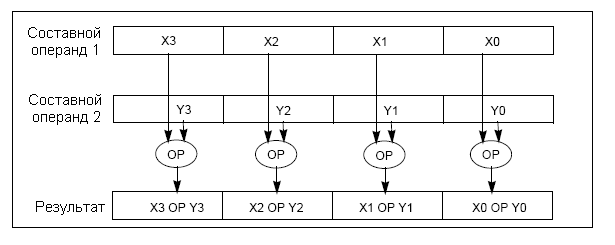 Составной
операнд 1
X3 X2 X1 X0
Составной
операнд 2
Y3 Y2 Y1 Y0
OP OP OP OP
Результат
X3 OP Y3 X2 OP Y2 X1 OP Y1 X0 OP Y0